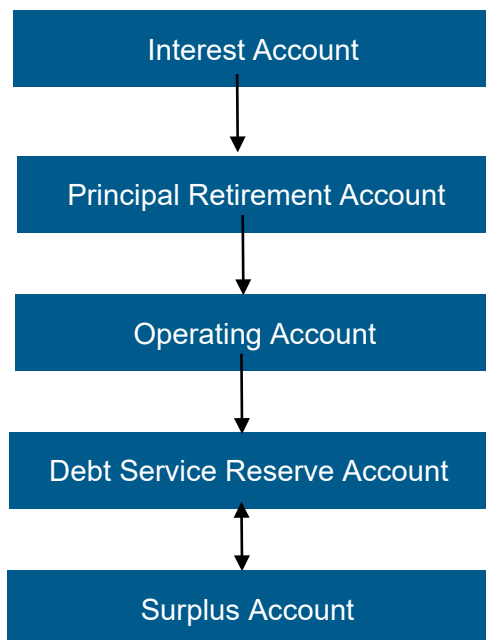 Interest Account
Principal Retirement Account
Operating Account
Debt Service Reserve Account
Surplus Account